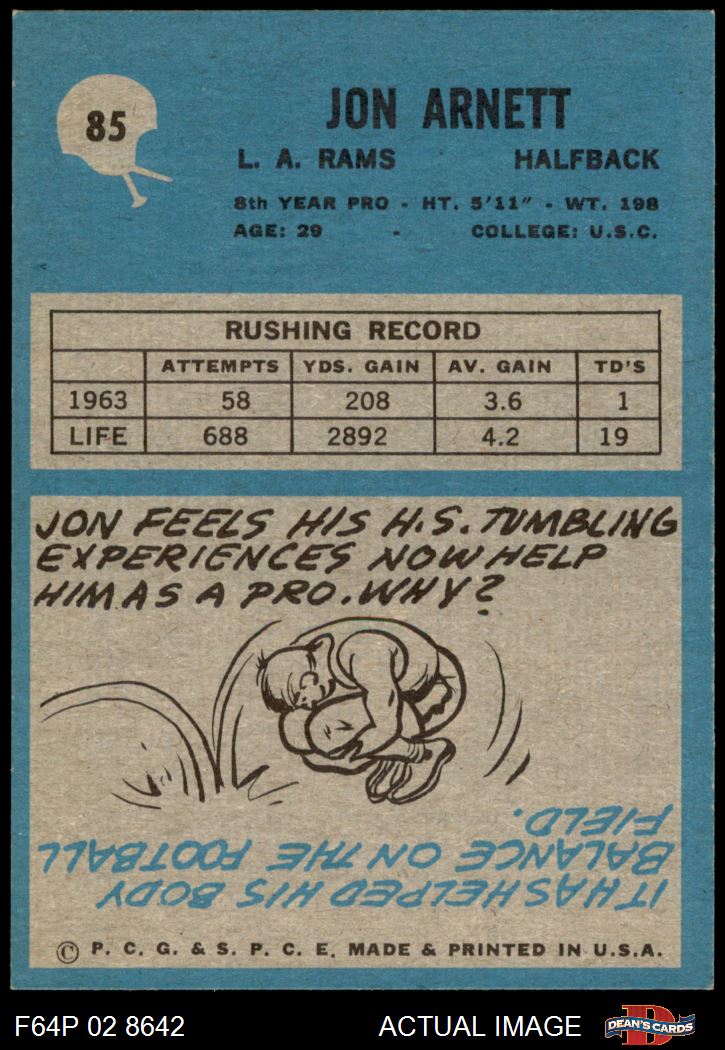 85
JON ARNETT
L. A. RAMS HALFBACK
8th YEAR PRO - HT. 5'11" - WT. 198
AGE: 29 - COLLEGE: U.S.C.
RUSHING RECORD
ATTEMPTS YDS. GAIN AV. GAIN TD'S
1963 58 208 3.6 1
LIFE 688 2892 4.2 19
JON FEELS HIS H.S. TUMBLING
EXPERIENCES NOW HELP
HIM AS A PRO. WHY?
IT HAS HELPED HIS BODY
BALANCE ON THE FOOTBALL
FIELD.
© P. C. G. & S. P. C. E. MADE & PRINTED IN U.S.A.
F64P 02 8642 ACTUAL IMAGE
D
DEAN'S CARDS